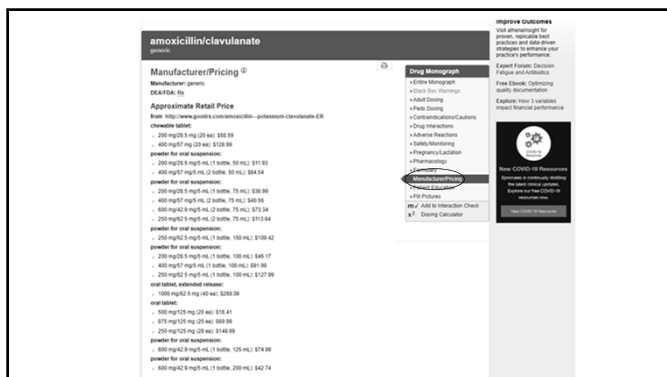 amoxicillin/clavulanate
generic
Manufacturer/Pricing
Manufacturer: generic
DEA/FDA: Rx
Approximate Retail Price
from http://www.goodrx.com/amoxicillin--potassium-clavulanate-ER
chewable tablet:
200 mg/28.5 mg (20 ea): $56.59
400 mg/57 mg (20 ea): $128.99
powder for oral suspension:
200 mg/28.5 mg/5 mL (1 bottle, 50 mL): $11.93
400 mg/57 mg/5 mL (2 bottle, 50 mL): $64.54
powder for oral suspension:
200 mg/28.5 mg/5 mL (1 bottle, 75 mL): $36.99
400 mg/57 mg/5 mL (2 bottle, 75 mL): $40.56
600 mg/42.9 mg/5 mL (2 bottle, 75 mL): $73.34
250 mg/62.5 mg/5 mL (2 bottle, 75 mL): $113.64
powder for oral suspension:
250 mg/62.5 mg/5 mL (1 bottle, 150 mL): $109.42
powder for oral suspension:
200 mg/28.5 mg/5 mL (1 bottle, 100 mL): $46.17
400 mg/57 mg/5 mL (1 bottle, 100 mL): $91.99
250 mg/62.5 mg/5 mL (1 bottle, 100 mL): $127.99
oral tablet, extended release:
1000 mg/62.5 mg (40 ea): $268.09
oral tablet:
500 mg/125 mg (20 ea): $18.41
875 mg/125 mg (20 ea): $69.99
250 mg/125 mg (28 ea): $149.69
powder for oral suspension:
600 mg/42.9 mg/5 mL (1 bottle, 125 mL): $74.99
powder for oral suspension:
600 mg/42.9 mg/5 mL (1 bottle, 200 mL): $42.74
Drug Monograph
Entire Monograph
Black Box Warnings
Adult Dosing
Peds Dosing
Contraindications/Cautions
Drug Interactions
Adverse Reactions
Safety/Monitoring
Pregnancy/Lactation
Pharmacology
Formulary
Manufacturer/Pricing
Patient Education
Pill Pictures
m✓ Add to Interaction Check
x² Dosing Calculator
Improve Outcomes
Visit athenaInsight for
proven, replicable best
practices and data-driven
strategies to enhance your
practice's performance:
Expert Forum: Decision
Fatigue and Antibiotics
Free Ebook: Optimizing
quality documentation
Explore: How 3 variables
impact financial performance
COVID-19
Resources
New COVID-19 Resources
Epocrates is continually distilling
the latest clinical updates.
Explore our free COVID-19
resources now.
New COVID-19 Resources